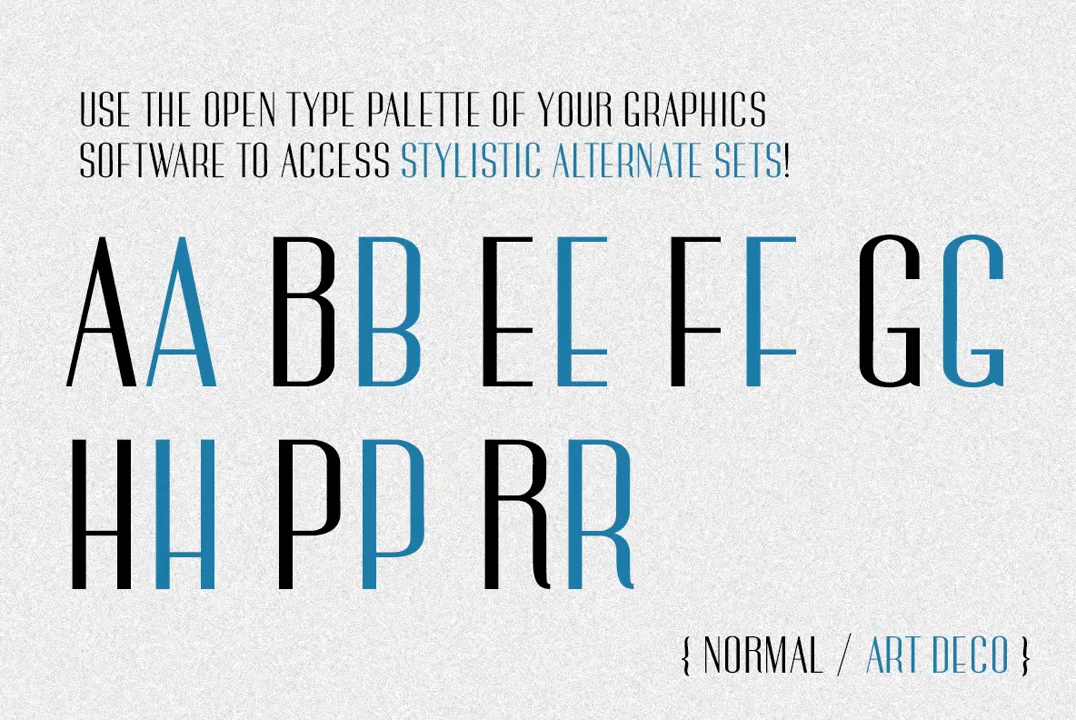 USE THE OPEN TYPE PALETTE OF YOUR GRAPHICS
SOFTWARE TO ACCESS STYLISTIC ALTERNATE SETS!
AA BB EE FF GG
HH PP RR
{ NORMAL / ART DECO }